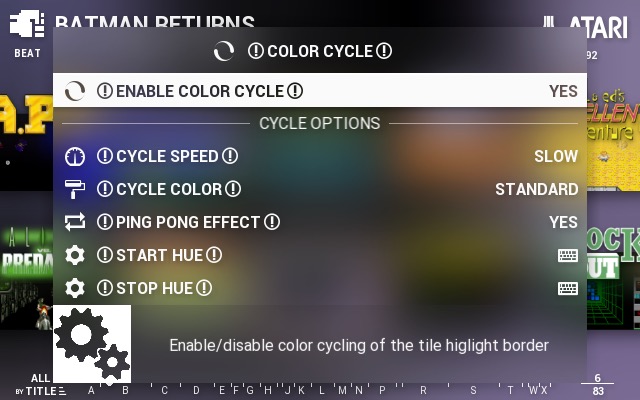 BATMAN RETURNS
ATARI
BEAT
92
COLOR CYCLE
ENABLE COLOR CYCLE YES
CYCLE OPTIONS
CYCLE SPEED SLOW
CYCLE COLOR STANDARD
PING PONG EFFECT YES
START HUE
STOP HUE
Enable/disable color cycling of the tile higlight border
ALL
BY TITLE
A B C D E F G H J K L M N P R S T W X
6
83